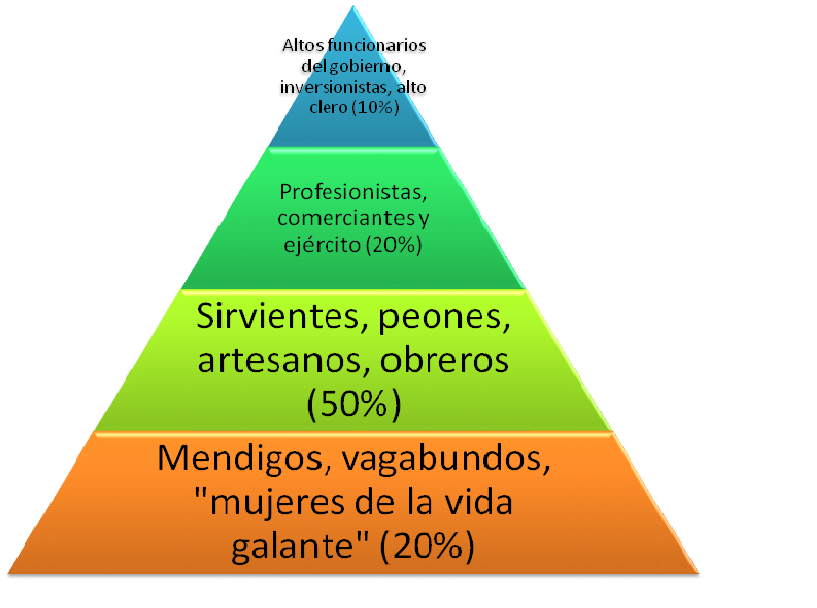 Altos funcionarios
del gobierno,
inversionistas, alto
clero (10%)
Profesionistas,
comerciantes y
ejército (20%)
Sirvientes, peones,
artesanos, obreros
(50%)
Mendigos, vagabundos,
"mujeres de la vida
galante" (20%)